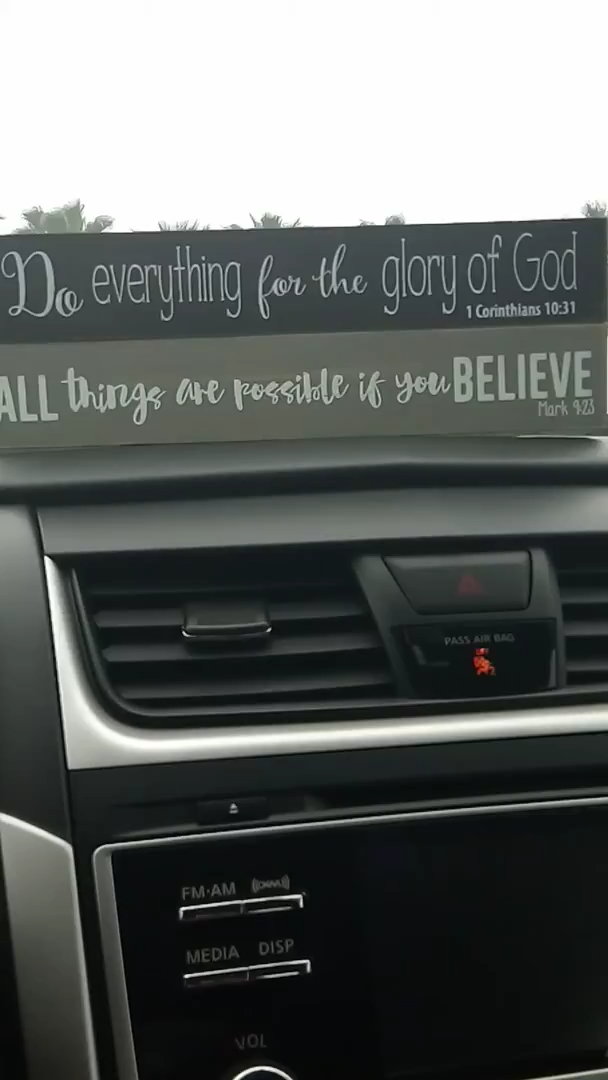 Do everything for the glory of God
1 Corinthians 10:31
ALL things are possible if you BELIEVE
Mark 9:23
PASS AIR BAG
FM·AM
MEDIA DISP
VOL